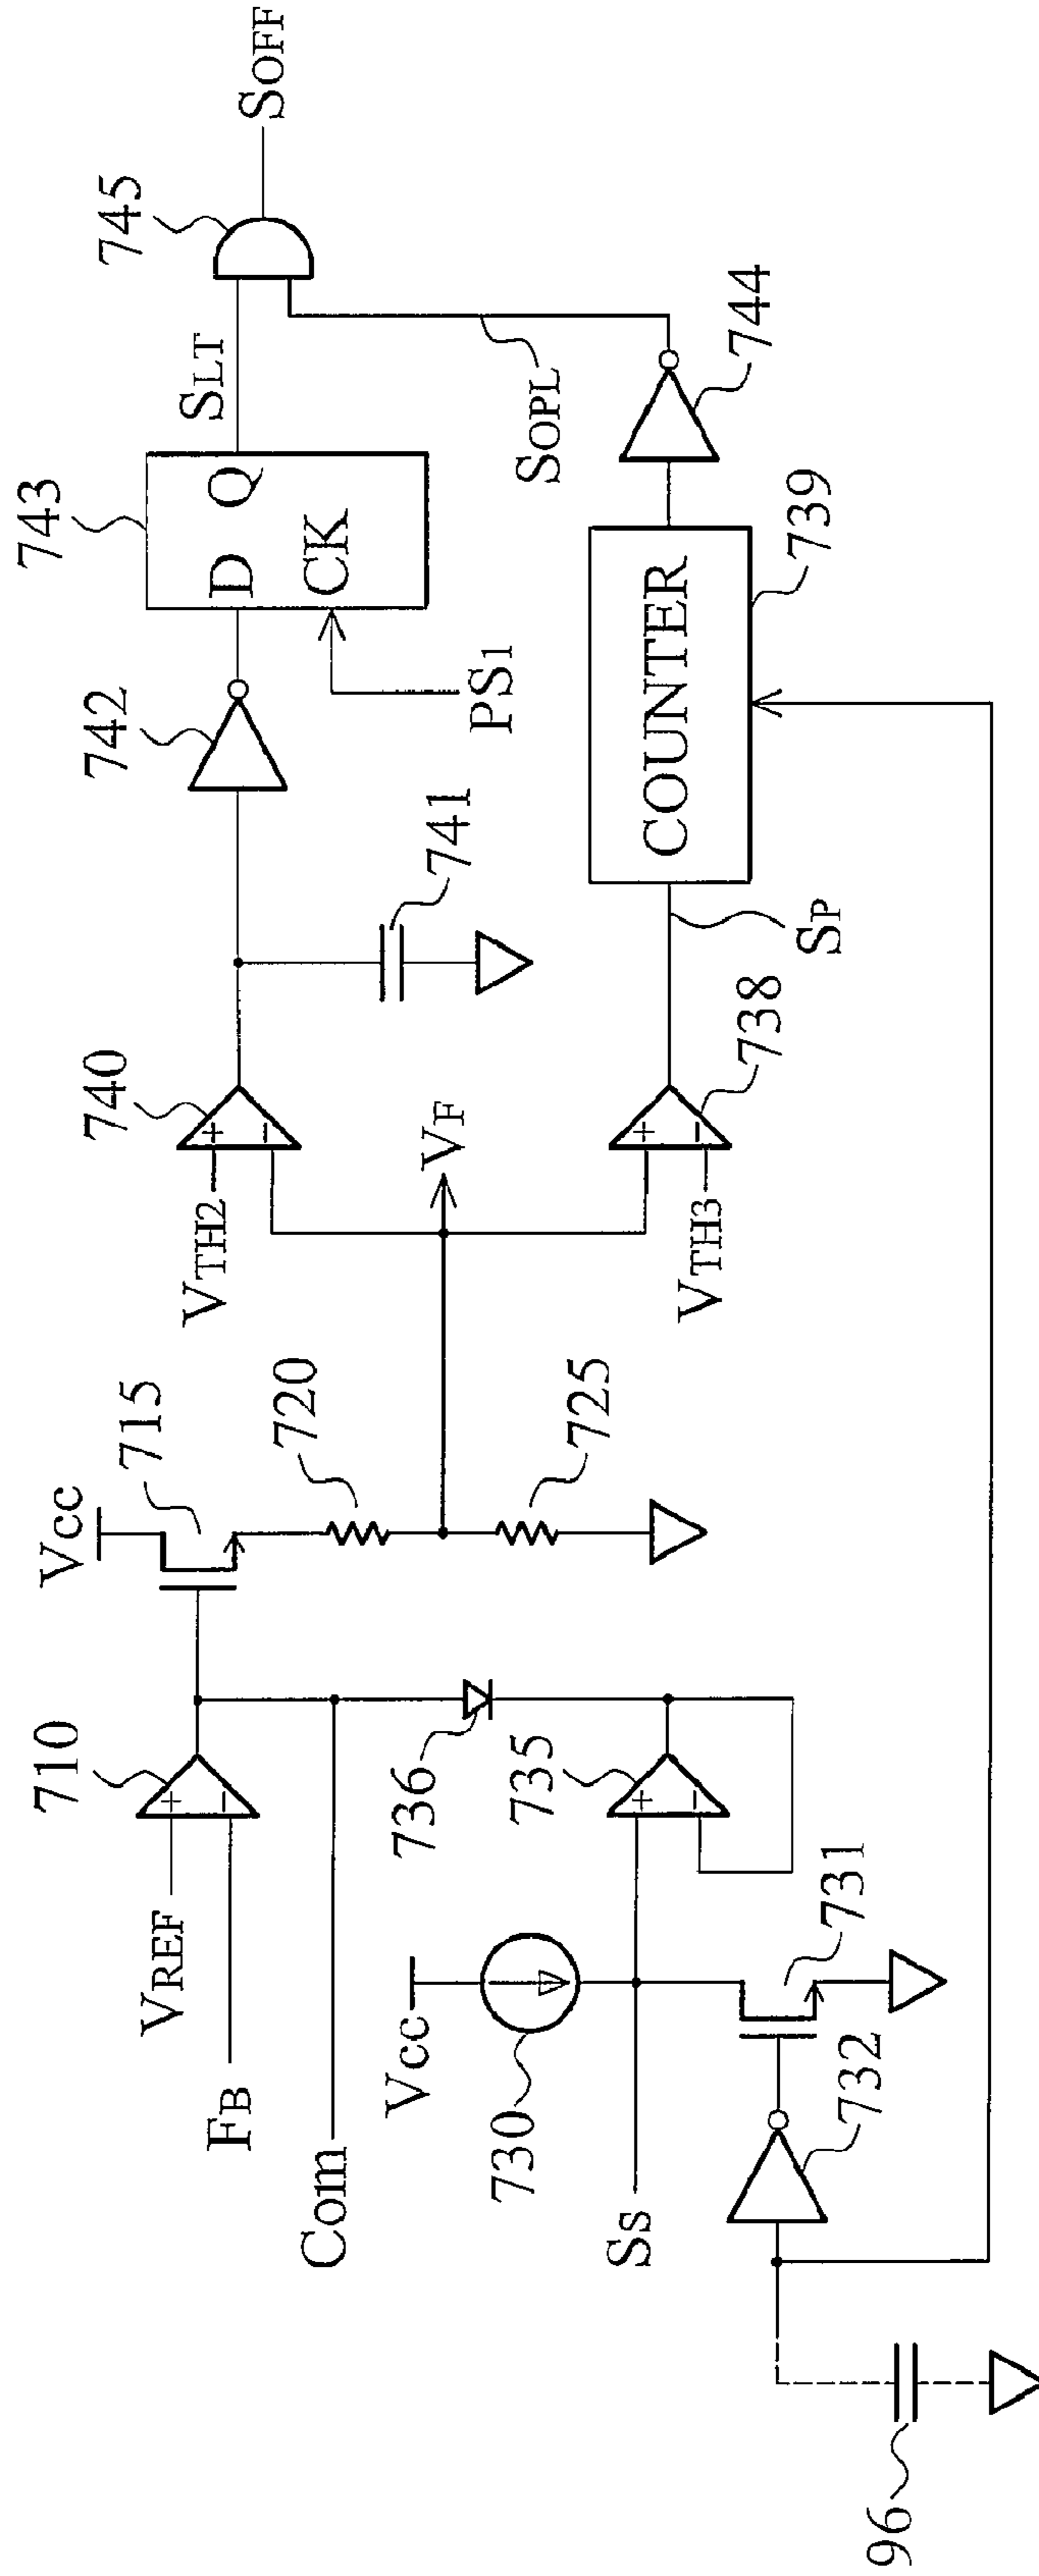 710
VREF
+
−
FB
Com
Vcc
715
720
725
736
Vcc
730
735
+
−
Ss
731
732
96
VTH2
740
+
−
VF
VTH3
738
+
−
741
742
743
D Q
CK
PS1
SLT
745
SOFF
SP
COUNTER
739
SOPL
744